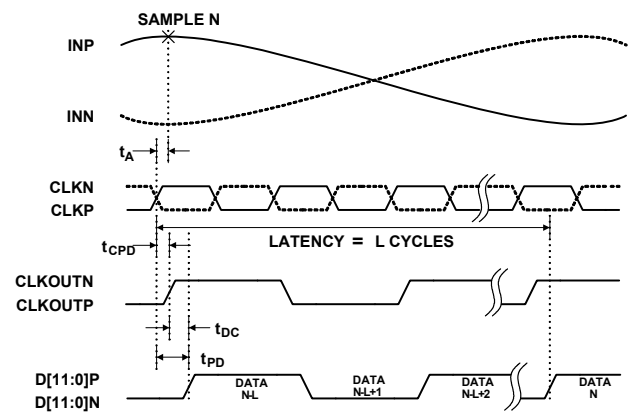 SAMPLE N
INP
INN
tA
CLKN
CLKP
LATENCY = L CYCLES
tCPD
CLKOUTN
CLKOUTP
tDC
tPD
D[11:0]P
D[11:0]N
DATA
N-L
DATA
N-L+1
DATA
N-L+2
DATA
N